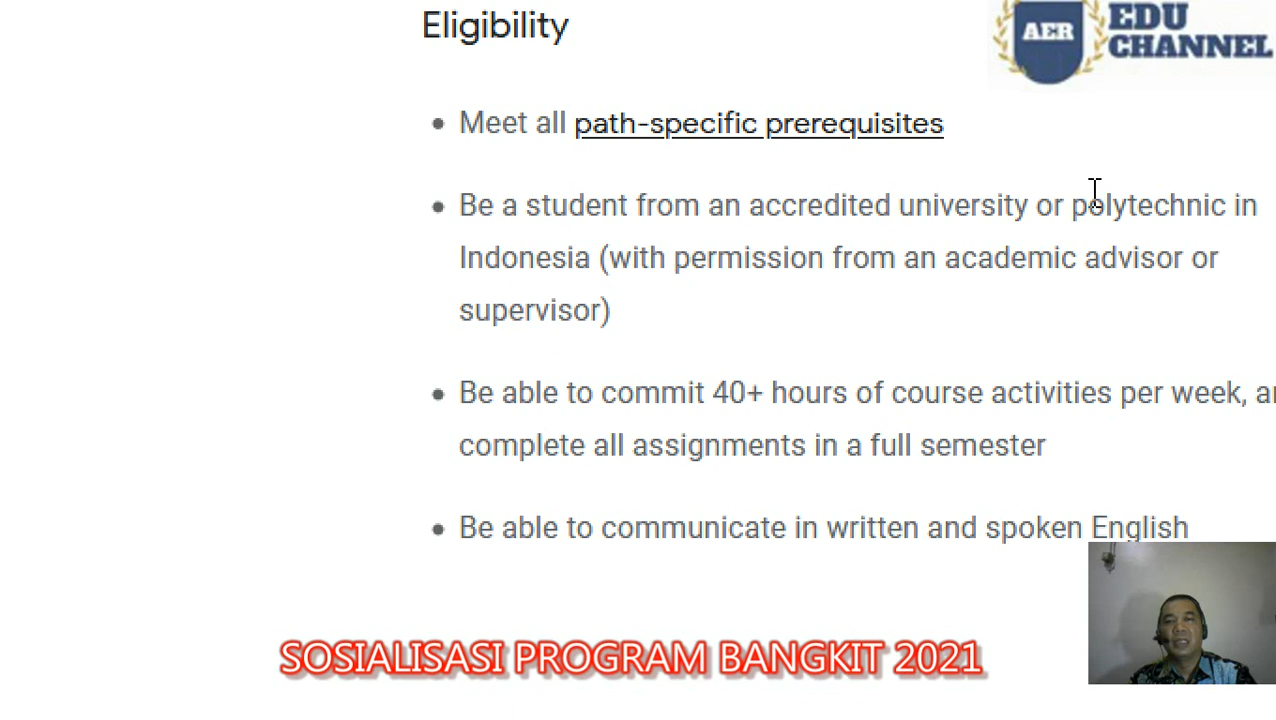 Eligibility
AER
EDU
CHANNEL
Meet all path-specific prerequisites
Be a student from an accredited university or polytechnic in
Indonesia (with permission from an academic advisor or
supervisor)
Be able to commit 40+ hours of course activities per week,
complete all assignments in a full semester
Be able to communicate in written and spoken English
SOSIALISASI PROGRAM BANGKIT 2021